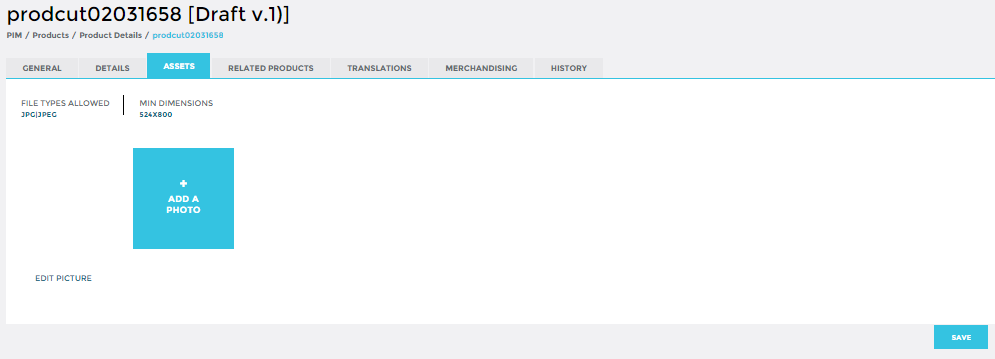 prodcut02031658 [Draft v.1)]
PIM / Products / Product Details / prodcut02031658
GENERAL DETAILS ASSETS RELATED PRODUCTS TRANSLATIONS MERCHANDISING HISTORY
FILE TYPES ALLOWED MIN DIMENSIONS
JPG|JPEG 524X800
+
ADD A
PHOTO
EDIT PICTURE
SAVE